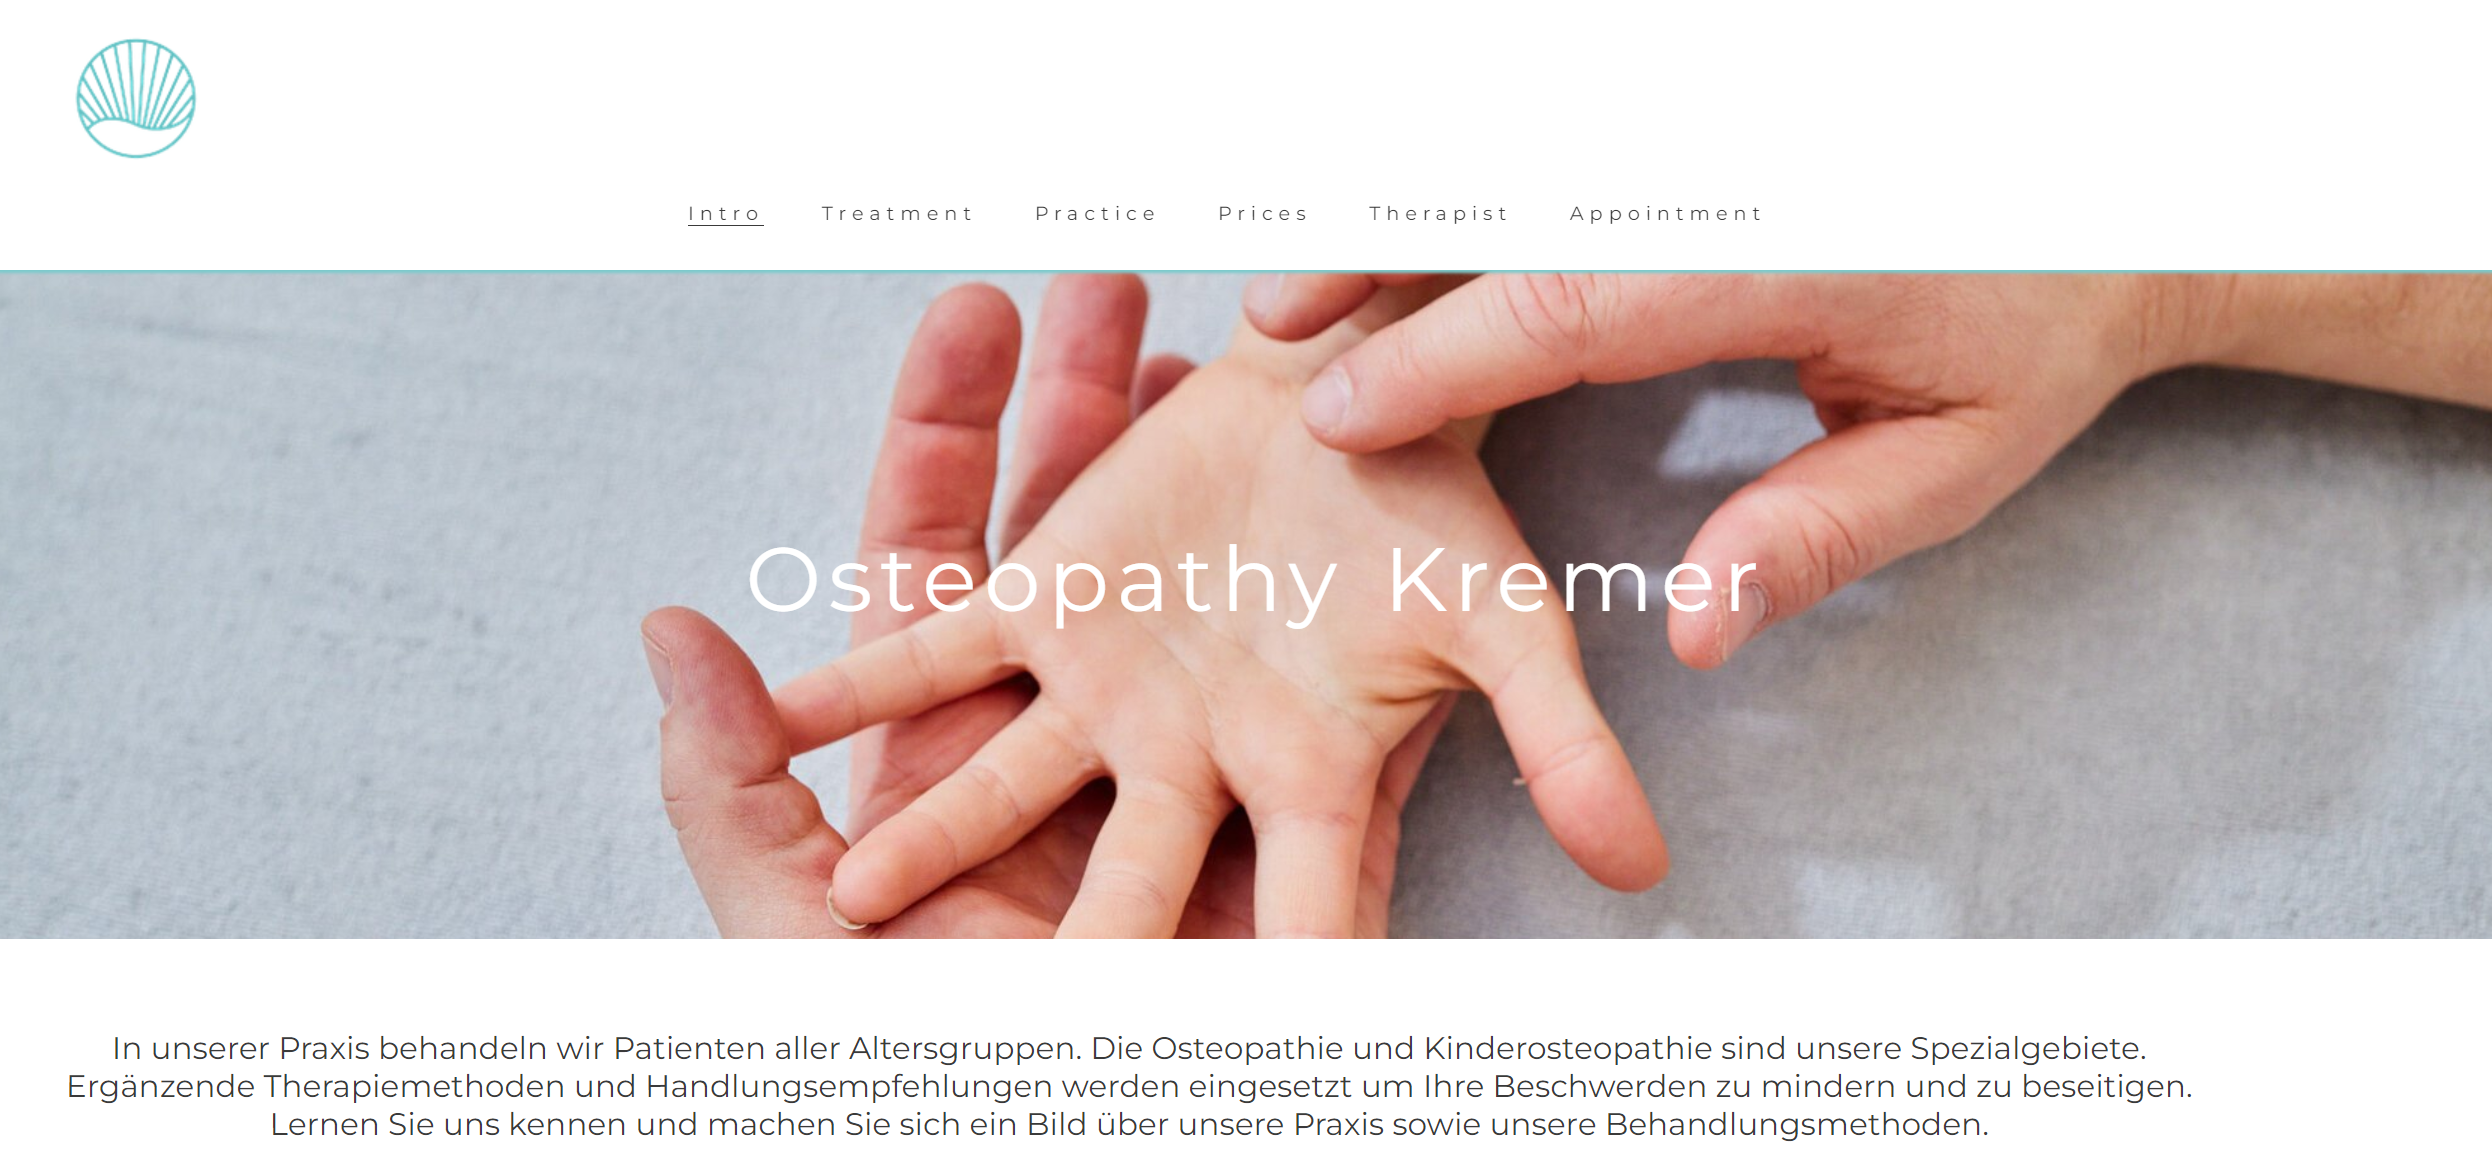 Intro Treatment Practice Prices Therapist Appointment
Osteopathy Kremer
In unserer Praxis behandeln wir Patienten aller Altersgruppen. Die Osteopathie und Kinderosteopathie sind unsere Spezialgebiete.
Ergänzende Therapiemethoden und Handlungsempfehlungen werden eingesetzt um Ihre Beschwerden zu mindern und zu beseitigen.
Lernen Sie uns kennen und machen Sie sich ein Bild über unsere Praxis sowie unsere Behandlungsmethoden.